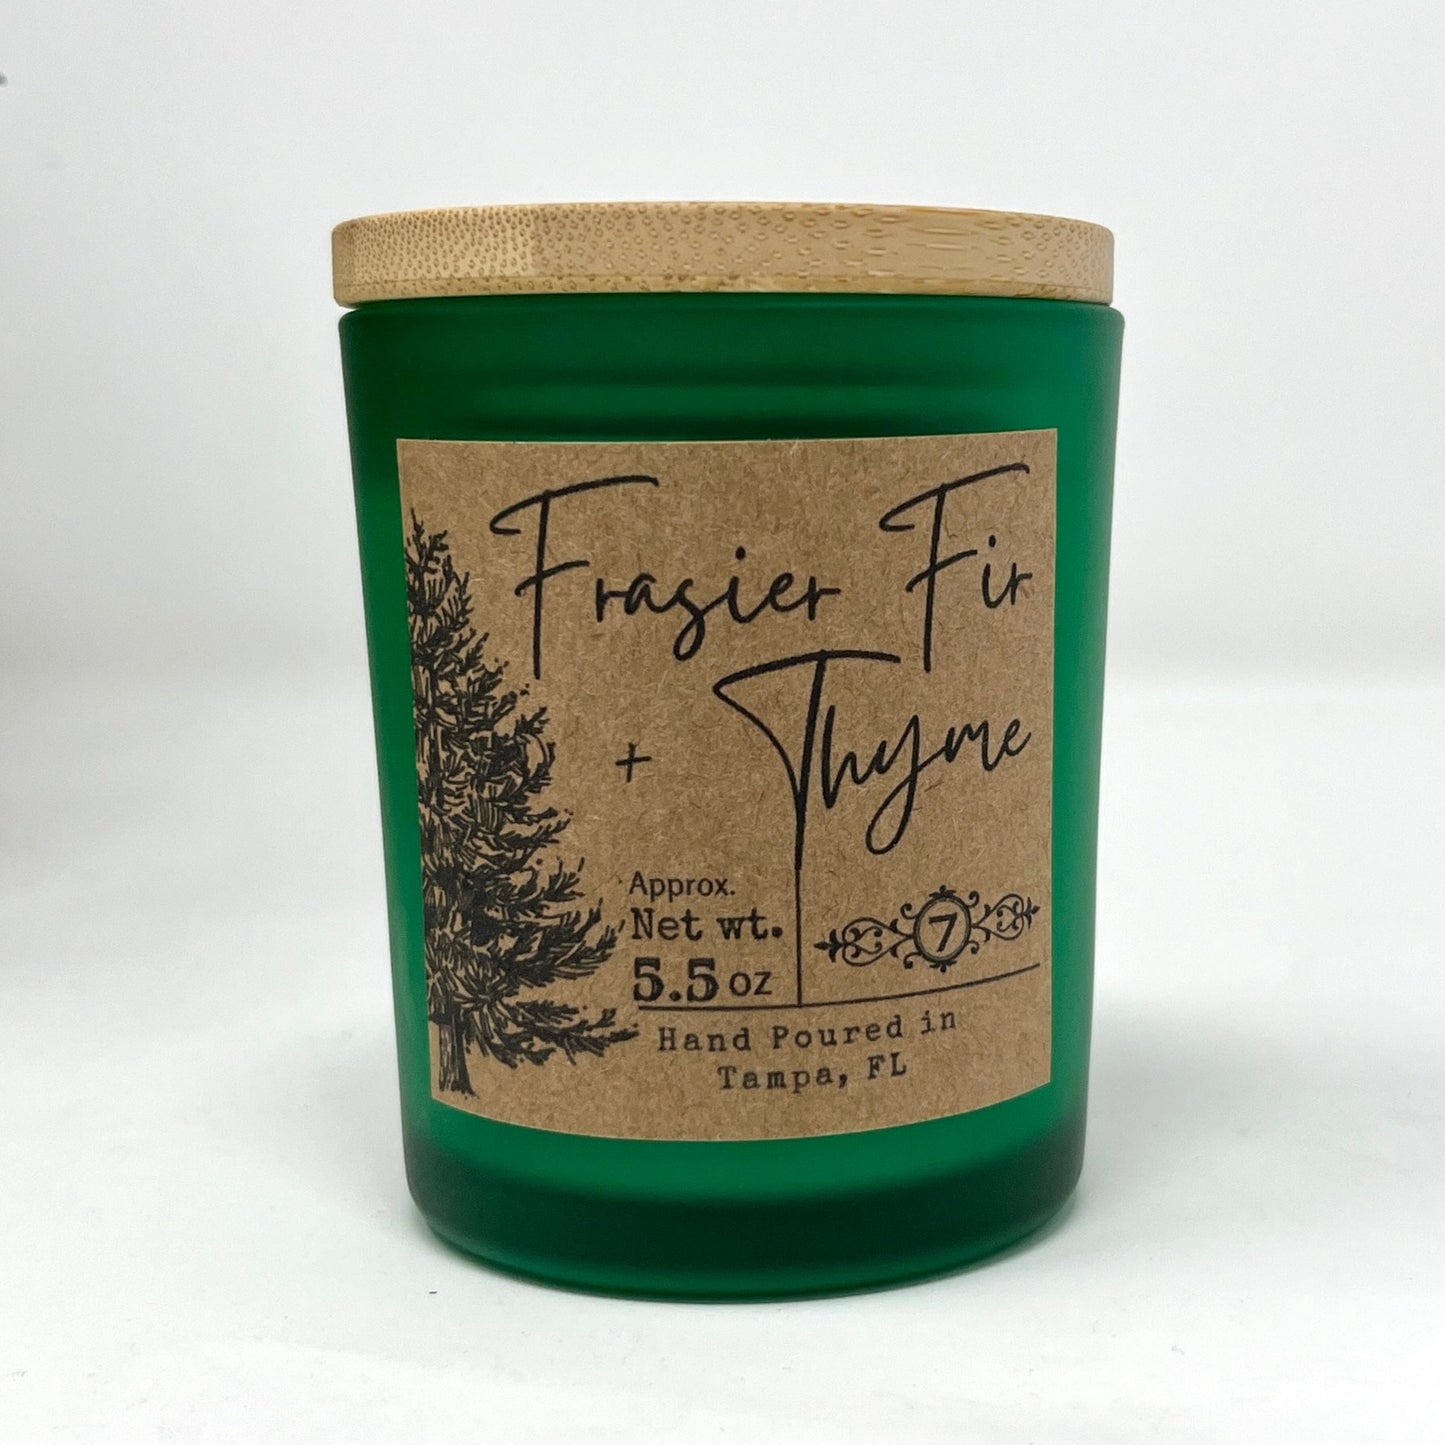 Frasier Fir
+ Thyme
Approx.
Net wt.
5.5 oz
7
Hand Poured in
Tampa, FL